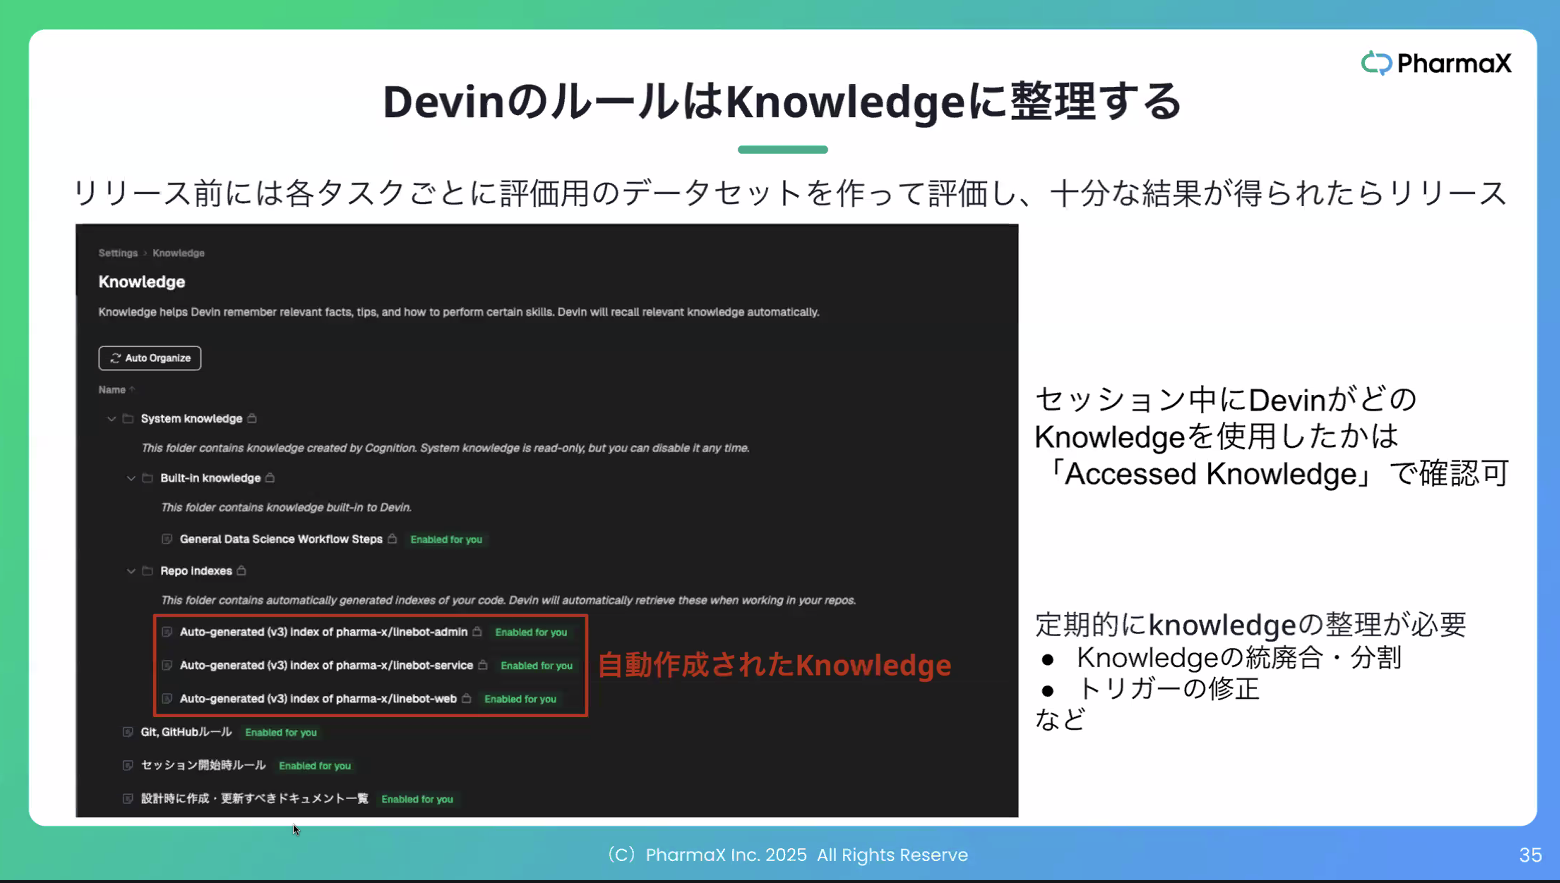 PharmaX
DevinのルールはKnowledgeに整理する
リリース前には各タスクごとに評価用のデータセットを作って評価し、十分な結果が得られたらリリース
Settings › Knowledge
Knowledge
Knowledge helps Devin remember relevant facts, tips, and how to perform certain skills. Devin will recall relevant knowledge automatically.
Auto Organize
Name ↑
System knowledge
This folder contains knowledge created by Cognition. System knowledge is read-only, but you can disable it any time.
Built-in knowledge
This folder contains knowledge built-in to Devin.
General Data Science Workflow Steps Enabled for you
Repo Indexes
This folder contains automatically generated indexes of your code. Devin will automatically retrieve these when working in your repos.
Auto-generated (v3) index of pharma-x/linebot-admin Enabled for you
Auto-generated (v3) index of pharma-x/linebot-service Enabled for you
Auto-generated (v3) index of pharma-x/linebot-web Enabled for you
自動作成されたKnowledge
Git, GitHubルール Enabled for you
セッション開始時ルール Enabled for you
設計時に作成・更新すべきドキュメント一覧 Enabled for you
セッション中にDevinがどの
Knowledgeを使用したかは
「Accessed Knowledge」で確認可
定期的にknowledgeの整理が必要
● Knowledgeの統廃合・分割
● トリガーの修正
など
（C）PharmaX Inc. 2025 All Rights Reserve
35